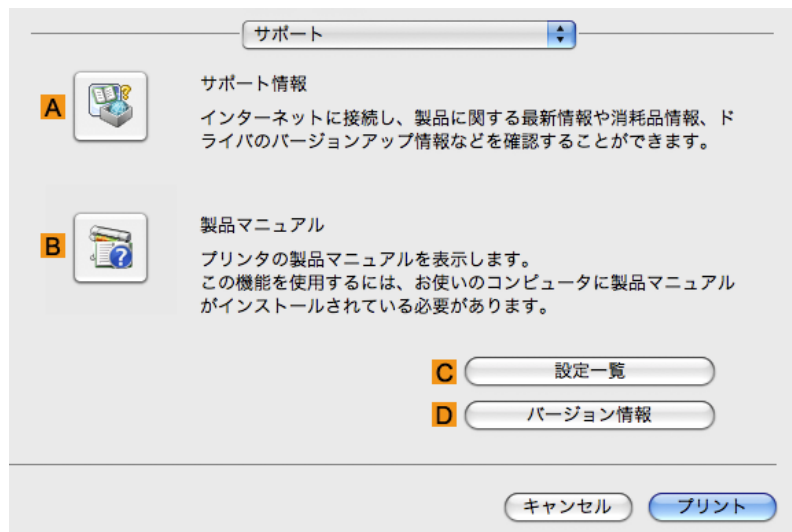 サポート
A
サポート情報
インターネットに接続し、製品に関する最新情報や消耗品情報、ド
ライバのバージョンアップ情報などを確認することができます。
B
製品マニュアル
プリンタの製品マニュアルを表示します。
この機能を使用するには、お使いのコンピュータに製品マニュアル
がインストールされている必要があります。
C 設定一覧
D バージョン情報
キャンセル プリント